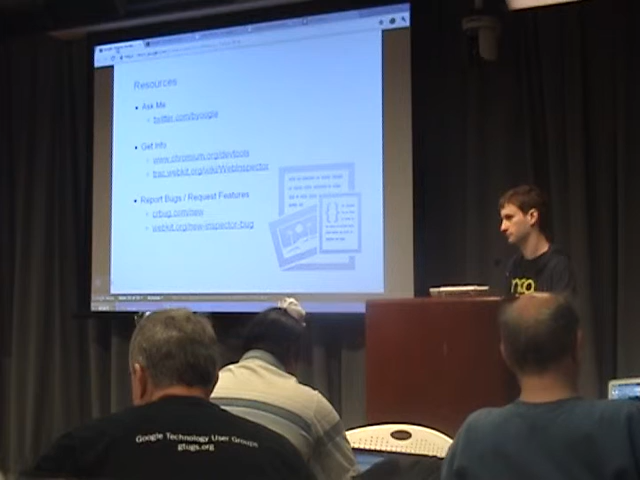 Resources
Ask Me
twitter.com/byoogle
Get Info
www.chromium.org/devtools
trac.webkit.org/wiki/WebInspector
Report Bugs / Request Features
crbug.com/new
webkit.org/new-inspector-bug
{}
Google Technology User Groups
gtugs.org